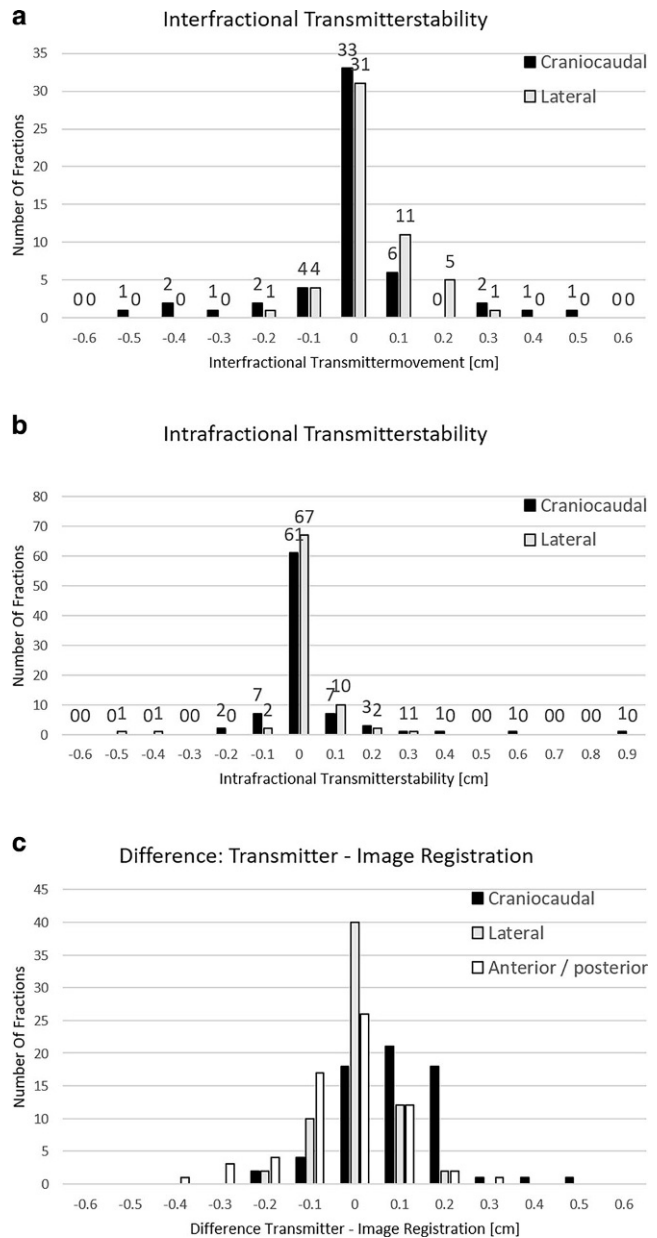 a
Interfractional Transmitterstability
35
30
25
20
15
10
5
0
Number Of Fractions
Craniocaudal
Lateral
0 0 1 0 2 0 1 0 2 1 4 4 33 31 6 11 0 5 2 1 1 0 1 0 0 0
-0.6 -0.5 -0.4 -0.3 -0.2 -0.1 0 0.1 0.2 0.3 0.4 0.5 0.6
Interfractional Transmittermovement [cm]
b
Intrafractional Transmitterstability
80
70
60
50
40
30
20
10
0
Number Of Fractions
Craniocaudal
Lateral
0 0 0 1 0 1 0 0 2 0 7 2 61 67 7 10 3 2 1 1 1 0 0 0 1 0 0 0 0 0 1 0
-0.6 -0.5 -0.4 -0.3 -0.2 -0.1 0 0.1 0.2 0.3 0.4 0.5 0.6 0.7 0.8 0.9
Intrafractional Transmitterstability [cm]
c
Difference: Transmitter - Image Registration
45
40
35
30
25
20
15
10
5
0
Number Of Fractions
Craniocaudal
Lateral
Anterior / posterior
-0.6 -0.5 -0.4 -0.3 -0.2 -0.1 0 0.1 0.2 0.3 0.4 0.5 0.6
Difference Transmitter - Image Registration [cm]